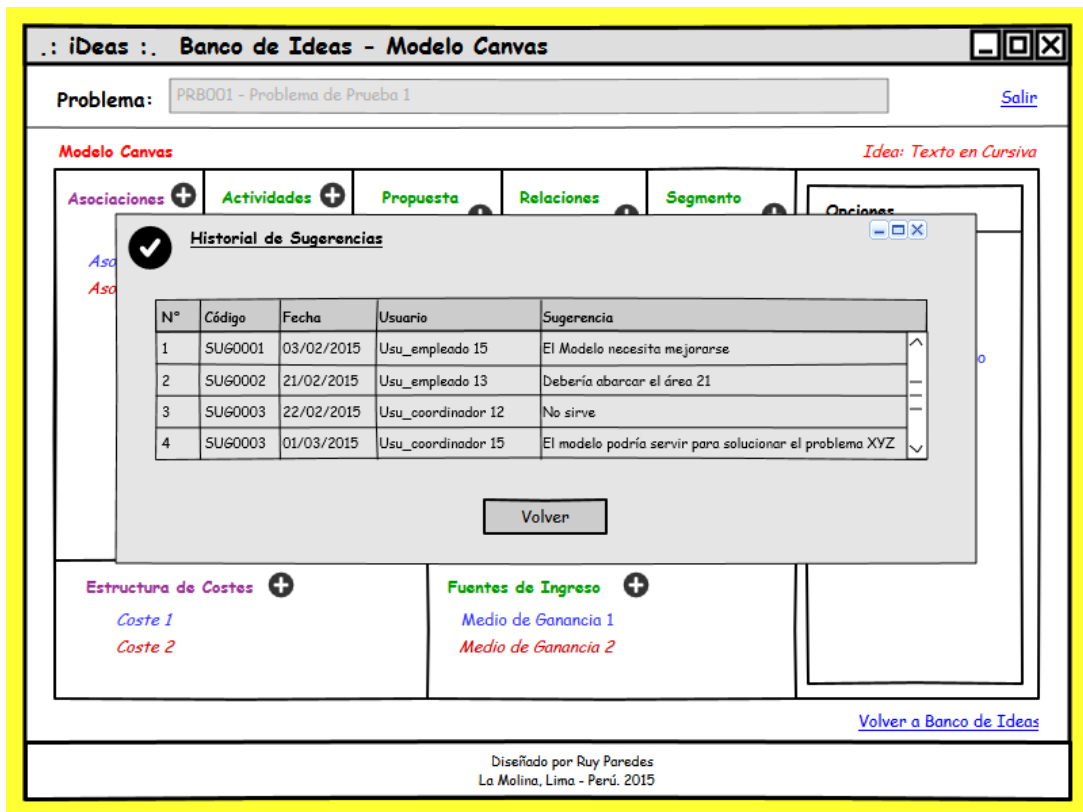 .: iDeas :. Banco de Ideas - Modelo Canvas
Problema: PRB001 - Problema de Prueba 1 Salir
Modelo Canvas Idea: Texto en Cursiva
Asociaciones Actividades Propuesta Relaciones Segmento
Opciones
Historial de Sugerencias
N° Código Fecha Usuario Sugerencia
1 SUG0001 03/02/2015 Usu_empleado 15 El Modelo necesita mejorarse
2 SUG0002 21/02/2015 Usu_empleado 13 Debería abarcar el área 21
3 SUG0003 22/02/2015 Usu_coordinador 12 No sirve
4 SUG0003 01/03/2015 Usu_coordinador 15 El modelo podría servir para solucionar el problema XYZ
Volver
Estructura de Costes Fuentes de Ingreso
Coste 1 Medio de Ganancia 1
Coste 2 Medio de Ganancia 2
Volver a Banco de Ideas
Diseñado por Ruy Paredes
La Molina, Lima - Perú. 2015